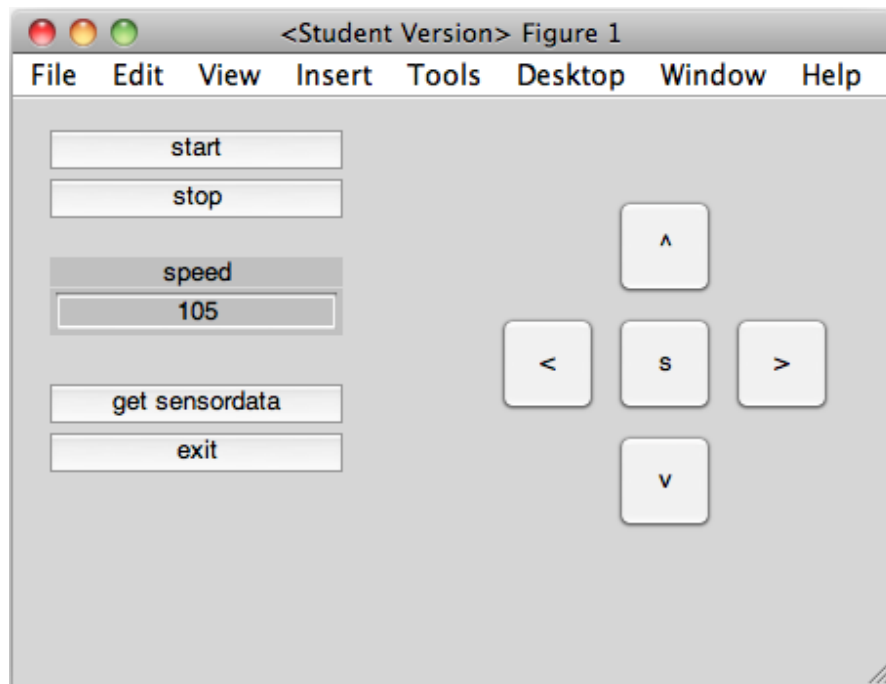 <Student Version> Figure 1
File Edit View Insert Tools Desktop Window Help
start
stop
speed
105
get sensordata
exit
^
< s >
v